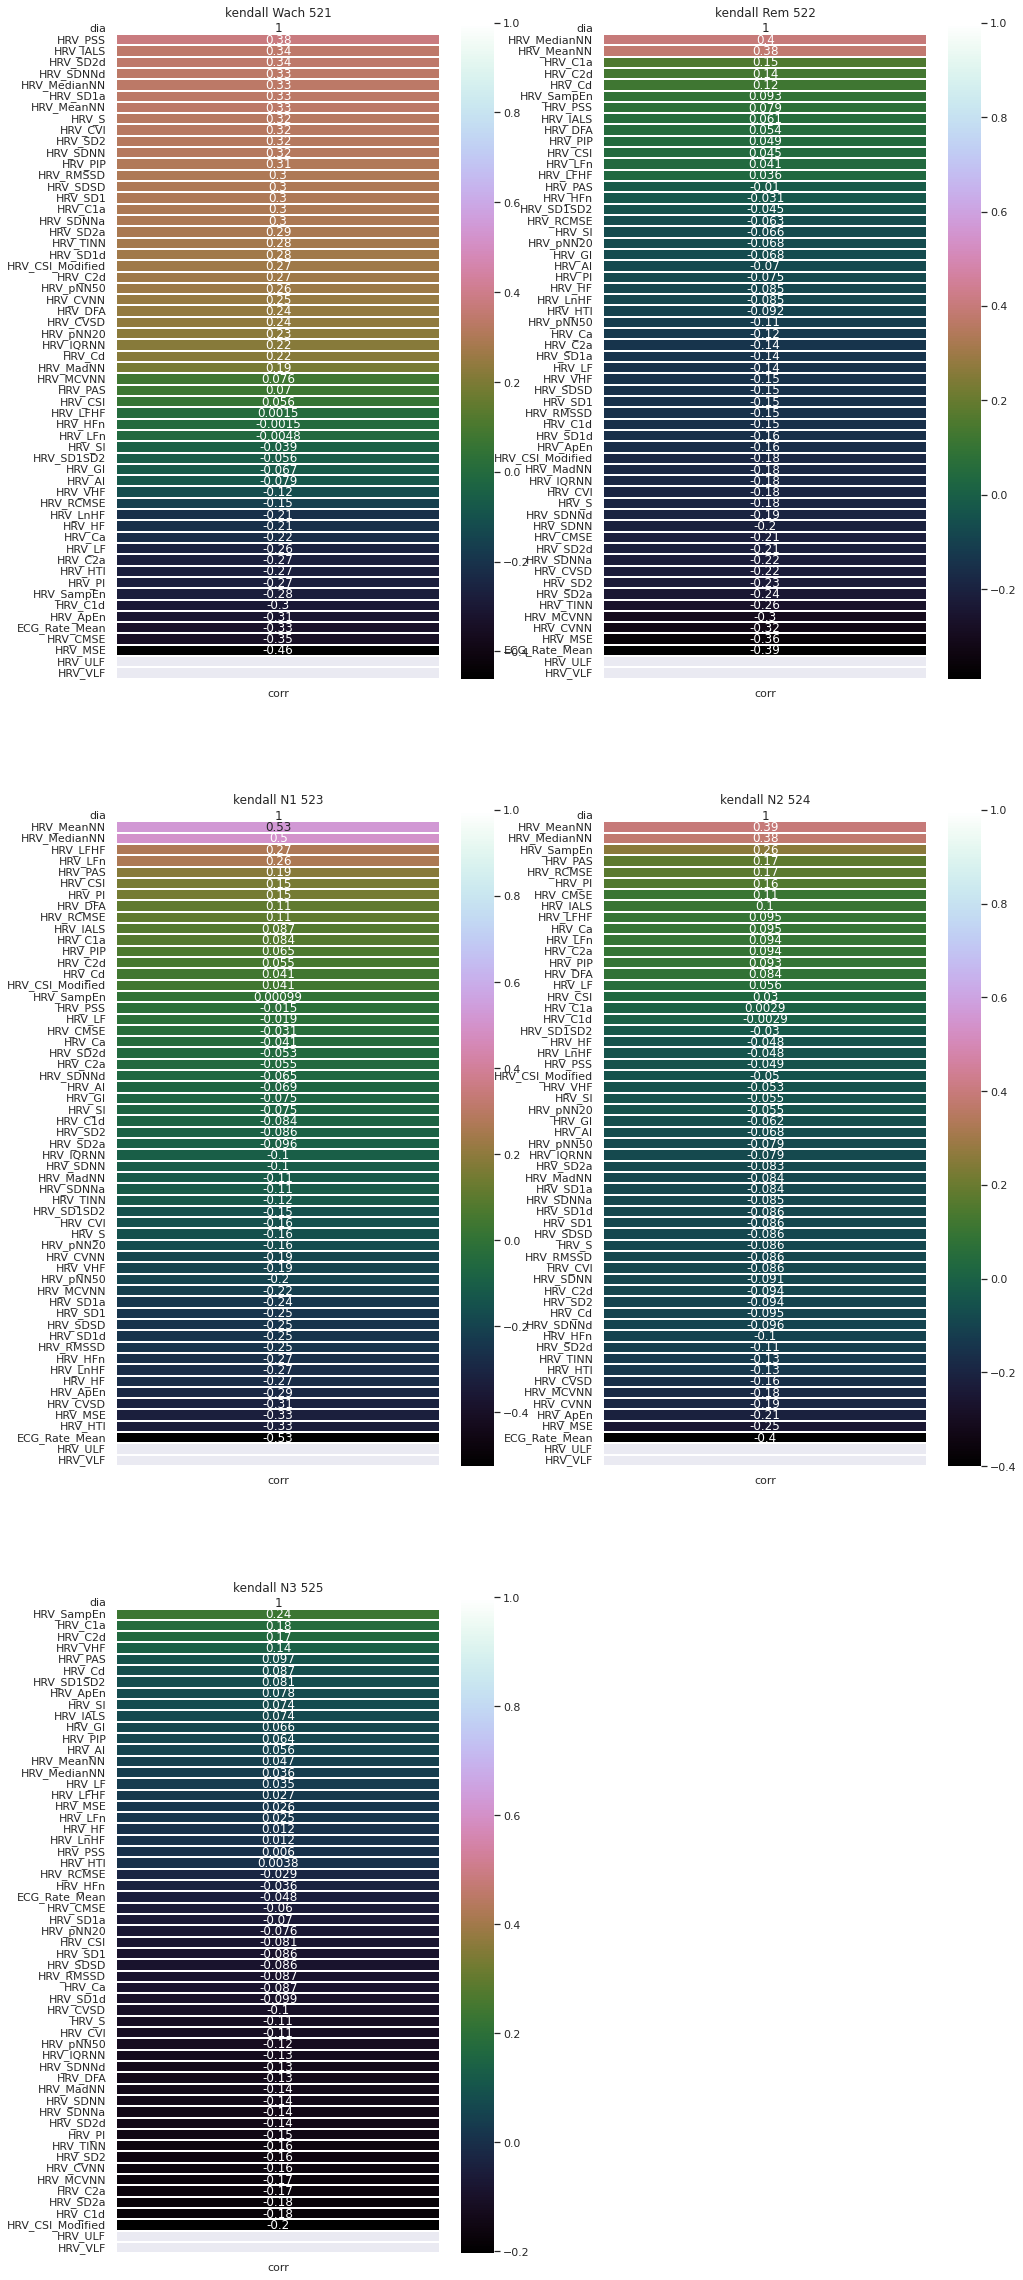 kendall Wach 521
dia 1
HRV_PSS 0.38
HRV_IALS 0.34
HRV_SD2d 0.34
HRV_SDNNd 0.33
HRV_MedianNN 0.33
HRV_SD1a 0.33
HRV_MeanNN 0.33
HRV_S 0.32
HRV_CVI 0.32
HRV_SD2 0.32
HRV_SDNN 0.32
HRV_PIP 0.31
HRV_RMSSD 0.3
HRV_SDSD 0.3
HRV_SD1 0.3
HRV_C1a 0.3
HRV_SDNNa 0.3
HRV_SD2a 0.29
HRV_TINN 0.28
HRV_SD1d 0.28
HRV_CSI_Modified 0.27
HRV_C2d 0.27
HRV_pNN50 0.26
HRV_CVNN 0.25
HRV_DFA 0.24
HRV_CVSD 0.24
HRV_pNN20 0.23
HRV_IQRNN 0.22
HRV_Cd 0.22
HRV_MadNN 0.19
HRV_MCVNN 0.076
HRV_PAS 0.07
HRV_CSI 0.056
HRV_LFHF 0.0015
HRV_HFn -0.0015
HRV_LFn -0.0048
HRV_SI -0.039
HRV_SD1SD2 -0.056
HRV_GI -0.067
HRV_AI -0.079
HRV_VHF -0.12
HRV_RCMSE -0.15
HRV_LnHF -0.21
HRV_HF -0.21
HRV_Ca -0.22
HRV_LF -0.26
HRV_C2a -0.27
HRV_HTI -0.27
HRV_PI -0.27
HRV_SampEn -0.28
HRV_C1d -0.3
HRV_ApEn -0.31
ECG_Rate_Mean -0.33
HRV_CMSE -0.35
HRV_MSE -0.46
HRV_ULF
HRV_VLF
corr
1.0
0.8
0.6
0.4
0.2
0.0
−0.2
−0.4
kendall Rem 522
dia 1
HRV_MedianNN 0.4
HRV_MeanNN 0.38
HRV_C1a 0.15
HRV_C2d 0.14
HRV_Cd 0.12
HRV_SampEn 0.093
HRV_PSS 0.079
HRV_IALS 0.061
HRV_DFA 0.054
HRV_PIP 0.049
HRV_CSI 0.045
HRV_LFn 0.041
HRV_LFHF 0.036
HRV_PAS -0.01
HRV_HFn -0.031
HRV_SD1SD2 -0.045
HRV_RCMSE -0.063
HRV_SI -0.066
HRV_pNN20 -0.068
HRV_GI -0.068
HRV_AI -0.07
HRV_PI -0.075
HRV_HF -0.085
HRV_LnHF -0.085
HRV_HTI -0.092
HRV_pNN50 -0.11
HRV_Ca -0.12
HRV_C2a -0.14
HRV_SD1a -0.14
HRV_LF -0.14
HRV_VHF -0.15
HRV_SDSD -0.15
HRV_SD1 -0.15
HRV_RMSSD -0.15
HRV_C1d -0.15
HRV_SD1d -0.16
HRV_ApEn -0.16
HRV_CSI_Modified -0.18
HRV_MadNN -0.18
HRV_IQRNN -0.18
HRV_CVI -0.18
HRV_S -0.18
HRV_SDNNd -0.19
HRV_SDNN -0.2
HRV_CMSE -0.21
HRV_SD2d -0.21
HRV_SDNNa -0.22
HRV_CVSD -0.22
HRV_SD2 -0.23
HRV_SD2a -0.24
HRV_TINN -0.26
HRV_MCVNN -0.3
HRV_CVNN -0.32
HRV_MSE -0.36
ECG_Rate_Mean -0.39
HRV_ULF
HRV_VLF
corr
1.0
0.8
0.6
0.4
0.2
0.0
−0.2
kendall N1 523
dia 1
HRV_MeanNN 0.53
HRV_MedianNN 0.5
HRV_LFHF 0.27
HRV_LFn 0.26
HRV_PAS 0.19
HRV_CSI 0.15
HRV_PI 0.15
HRV_DFA 0.11
HRV_RCMSE 0.11
HRV_IALS 0.087
HRV_C1a 0.084
HRV_PIP 0.065
HRV_C2d 0.055
HRV_Cd 0.041
HRV_CSI_Modified 0.041
HRV_SampEn 0.00099
HRV_PSS -0.015
HRV_LF -0.019
HRV_CMSE -0.031
HRV_Ca -0.041
HRV_SD2d -0.053
HRV_C2a -0.055
HRV_SDNNd -0.065
HRV_AI -0.069
HRV_GI -0.075
HRV_SI -0.075
HRV_C1d -0.084
HRV_SD2 -0.086
HRV_SD2a -0.096
HRV_IQRNN -0.1
HRV_SDNN -0.1
HRV_MadNN -0.11
HRV_SDNNa -0.11
HRV_TINN -0.12
HRV_SD1SD2 -0.15
HRV_CVI -0.16
HRV_S -0.16
HRV_pNN20 -0.16
HRV_CVNN -0.19
HRV_VHF -0.19
HRV_pNN50 -0.2
HRV_MCVNN -0.22
HRV_SD1a -0.24
HRV_SD1 -0.25
HRV_SDSD -0.25
HRV_SD1d -0.25
HRV_RMSSD -0.25
HRV_HFn -0.27
HRV_LnHF -0.27
HRV_HF -0.27
HRV_ApEn -0.29
HRV_CVSD -0.31
HRV_MSE -0.33
HRV_HTI -0.33
ECG_Rate_Mean -0.53
HRV_ULF
HRV_VLF
corr
1.0
0.8
0.6
0.4
0.2
0.0
−0.2
−0.4
kendall N2 524
dia 1
HRV_MeanNN 0.39
HRV_MedianNN 0.38
HRV_SampEn 0.26
HRV_PAS 0.17
HRV_RCMSE 0.17
HRV_PI 0.16
HRV_CMSE 0.11
HRV_IALS 0.1
HRV_LFHF 0.095
HRV_Ca 0.095
HRV_LFn 0.094
HRV_C2a 0.094
HRV_PIP 0.093
HRV_DFA 0.084
HRV_LF 0.056
HRV_CSI 0.03
HRV_C1a 0.0029
HRV_C1d -0.0029
HRV_SD1SD2 -0.03
HRV_HF -0.048
HRV_LnHF -0.048
HRV_PSS -0.049
HRV_CSI_Modified -0.05
HRV_VHF -0.053
HRV_SI -0.055
HRV_pNN20 -0.055
HRV_GI -0.062
HRV_AI -0.068
HRV_pNN50 -0.079
HRV_IQRNN -0.079
HRV_SD2a -0.083
HRV_MadNN -0.084
HRV_SD1a -0.084
HRV_SDNNa -0.085
HRV_SD1d -0.086
HRV_SD1 -0.086
HRV_SDSD -0.086
HRV_S -0.086
HRV_RMSSD -0.086
HRV_CVI -0.086
HRV_SDNN -0.091
HRV_C2d -0.094
HRV_SD2 -0.094
HRV_Cd -0.094
HRV_SDNNd -0.096
HRV_HFn -0.1
HRV_SD2d -0.11
HRV_TINN -0.13
HRV_HTI -0.13
HRV_CVSD -0.16
HRV_MCVNN -0.18
HRV_CVNN -0.19
HRV_ApEn -0.21
HRV_MSE -0.25
ECG_Rate_Mean -0.4
HRV_ULF
HRV_VLF
corr
1.0
0.8
0.6
0.4
0.2
0.0
−0.2
−0.4
kendall N3 525
dia 1
HRV_SampEn 0.24
HRV_C1a 0.18
HRV_C2d 0.17
HRV_VHF 0.14
HRV_PAS 0.097
HRV_Cd 0.087
HRV_SD1SD2 0.081
HRV_ApEn 0.078
HRV_SI 0.074
HRV_IALS 0.074
HRV_GI 0.066
HRV_PIP 0.064
HRV_AI 0.056
HRV_MeanNN 0.047
HRV_MedianNN 0.036
HRV_LF 0.035
HRV_LFHF 0.027
HRV_MSE 0.026
HRV_LFn 0.025
HRV_HF 0.012
HRV_LnHF 0.012
HRV_PSS 0.006
HRV_HTI 0.0038
HRV_RCMSE -0.029
HRV_HFn -0.036
ECG_Rate_Mean -0.048
HRV_CMSE -0.06
HRV_SD1a -0.07
HRV_pNN20 -0.076
HRV_CSI -0.081
HRV_SD1 -0.086
HRV_SDSD -0.086
HRV_RMSSD -0.087
HRV_Ca -0.087
HRV_SD1d -0.099
HRV_CVSD -0.1
HRV_S -0.11
HRV_CVI -0.11
HRV_pNN50 -0.12
HRV_IQRNN -0.13
HRV_SDNNd -0.13
HRV_DFA -0.13
HRV_MadNN -0.14
HRV_SDNN -0.14
HRV_SDNNa -0.14
HRV_SD2d -0.14
HRV_PI -0.15
HRV_TINN -0.16
HRV_SD2 -0.16
HRV_CVNN -0.16
HRV_MCVNN -0.17
HRV_C2a -0.17
HRV_SD2a -0.18
HRV_C1d -0.18
HRV_CSI_Modified -0.2
HRV_ULF
HRV_VLF
corr
1.0
0.8
0.6
0.4
0.2
0.0
−0.2